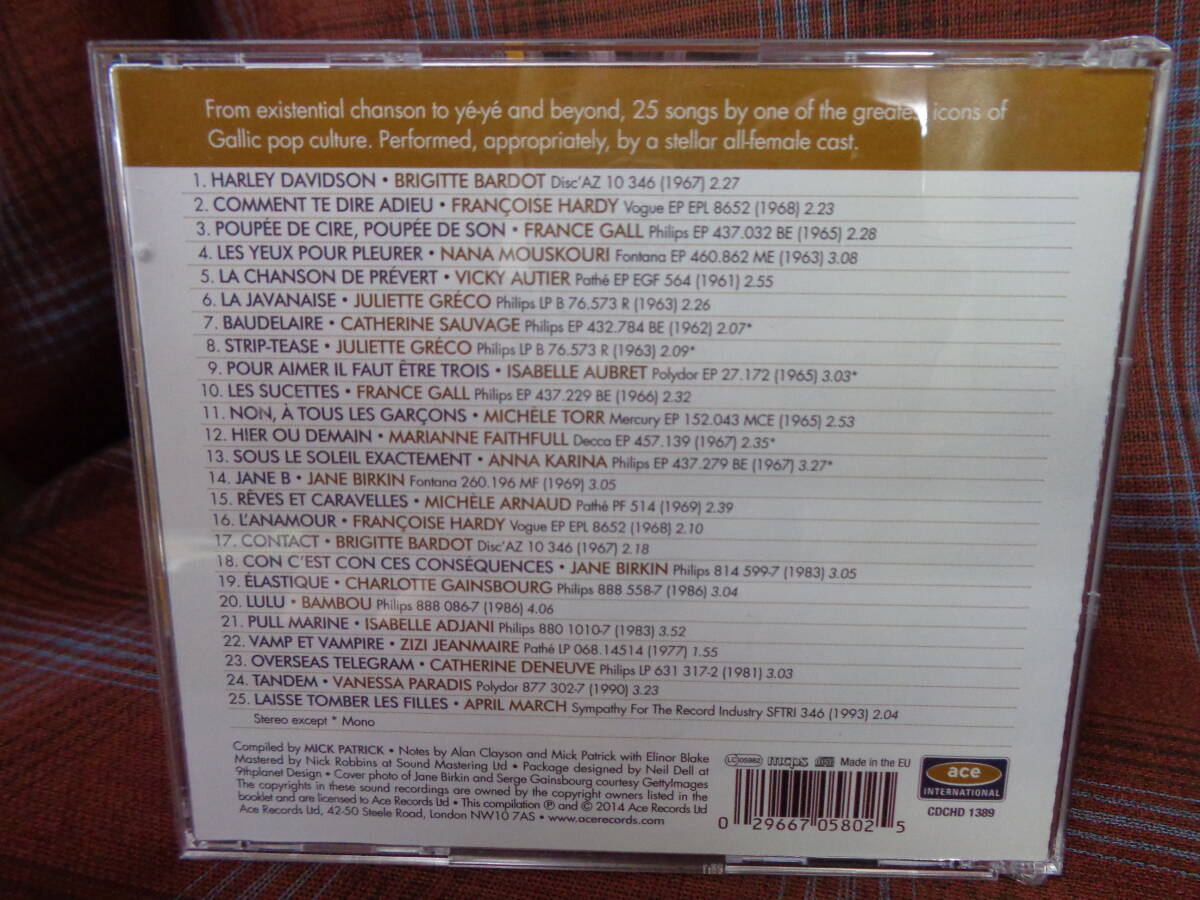 From existential chanson to yé-yé and beyond, 25 songs by one of the greatest icons of
Gallic pop culture. Performed, appropriately, by a stellar all-female cast.
1. HARLEY DAVIDSON • BRIGITTE BARDOT Disc'AZ 10 346 (1967) 2.27
2. COMMENT TE DIRE ADIEU • FRANÇOISE HARDY Vogue EP EPL 8652 (1968) 2.23
3. POUPÉE DE CIRE, POUPÉE DE SON • FRANCE GALL Philips EP 437.032 BE (1965) 2.28
4. LES YEUX POUR PLEURER • NANA MOUSKOURI Fontana EP 460.862 ME (1963) 3.08
5. LA CHANSON DE PRÉVERT • VICKY AUTIER Pathé EP EGF 564 (1961) 2.55
6. LA JAVANAISE • JULIETTE GRÉCO Philips LP B 76.573 R (1963) 2.26
7. BAUDELAIRE • CATHERINE SAUVAGE Philips EP 432.784 BE (1962) 2.07*
8. STRIP-TEASE • JULIETTE GRÉCO Philips LP B 76.573 R (1963) 2.09*
9. POUR AIMER IL FAUT ÊTRE TROIS • ISABELLE AUBRET Polydor EP 27.172 (1965) 3.03*
10. LES SUCETTES • FRANCE GALL Philips EP 437.229 BE (1966) 2.32
11. NON, À TOUS LES GARÇONS • MICHÈLE TORR Mercury EP 152.043 MCE (1965) 2.53
12. HIER OU DEMAIN • MARIANNE FAITHFULL Decca EP 457.139 (1967) 2.35*
13. SOUS LE SOLEIL EXACTEMENT • ANNA KARINA Philips EP 437.279 BE (1967) 3.27*
14. JANE B • JANE BIRKIN Fontana 260.196 MF (1969) 3.05
15. RÊVES ET CARAVELLES • MICHÈLE ARNAUD Pathé PF 514 (1969) 2.39
16. L'ANAMOUR • FRANÇOISE HARDY Vogue EP EPL 8652 (1968) 2.10
17. CONTACT • BRIGITTE BARDOT Disc'AZ 10 346 (1967) 2.18
18. CON C'EST CON CES CONSÉQUENCES • JANE BIRKIN Philips 814 599-7 (1983) 3.05
19. ÉLASTIQUE • CHARLOTTE GAINSBOURG Philips 888 558-7 (1986) 3.04
20. LULU • BAMBOU Philips 888 086-7 (1986) 4.06
21. PULL MARINE • ISABELLE ADJANI Philips 880 1010-7 (1983) 3.52
22. VAMP ET VAMPIRE • ZIZI JEANMAIRE Pathé LP 068.14514 (1977) 1.55
23. OVERSEAS TELEGRAM • CATHERINE DENEUVE Philips LP 631 317-2 (1981) 3.03
24. TANDEM • VANESSA PARADIS Polydor 877 302-7 (1990) 3.23
25. LAISSE TOMBER LES FILLES • APRIL MARCH Sympathy For The Record Industry SFTRI 346 (1993) 2.04
Stereo except * Mono
Compiled by MICK PATRICK • Notes by Alan Clayson and Mick Patrick with Elinor Blake
Mastered by Nick Robbins at Sound Mastering Ltd • Package designed by Neil Dell at
9thplanet Design • Cover photo of Jane Birkin and Serge Gainsbourg courtesy GettyImages
The copyrights in these sound recordings are owned by the copyright owners listed in the
booklet and are licensed to Ace Records Ltd • This compilation ℗ and © 2014 Ace Records Ltd
Ace Records Ltd, 42-50 Steele Road, London NW10 7AS • www.acerecords.com
LC 05982 mcps Made in the EU
0 29667 05802 5
ace
INTERNATIONAL
CDCHD 1389